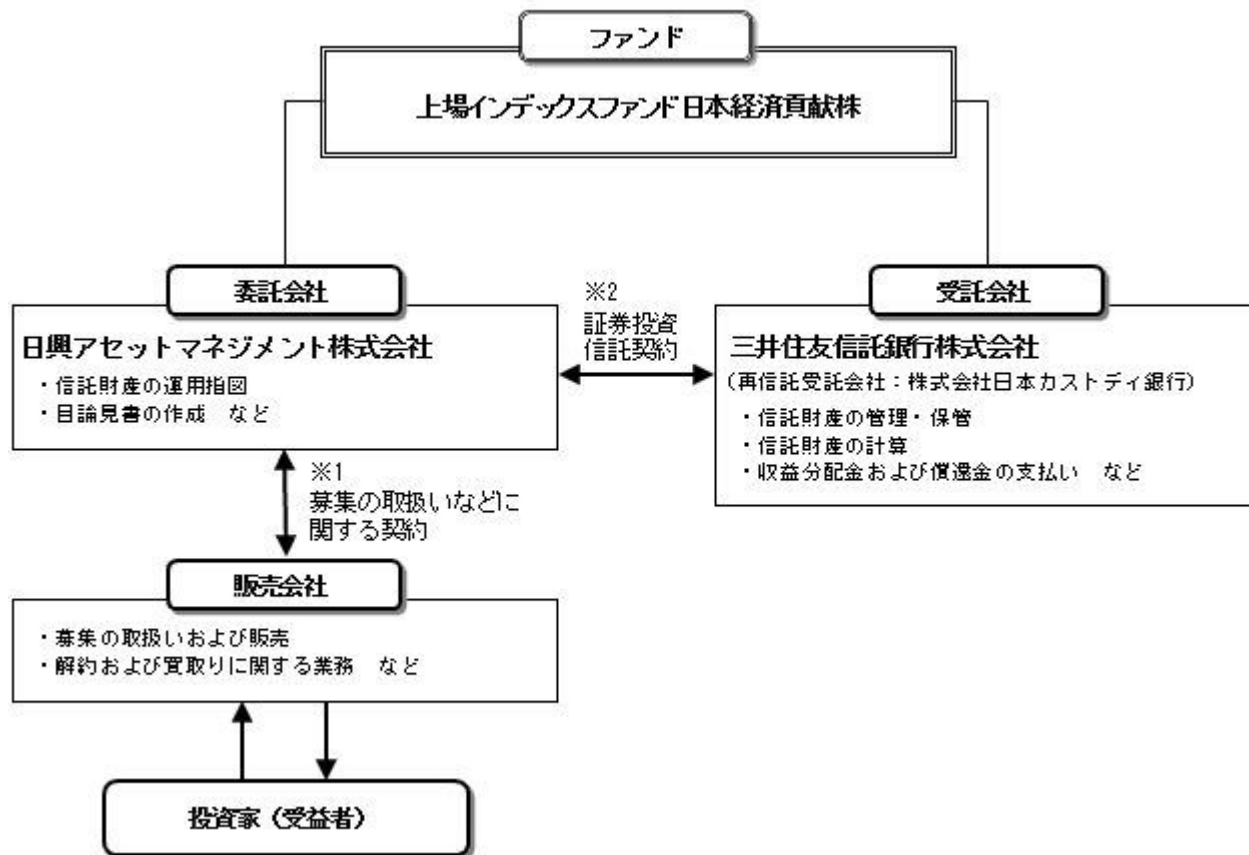 ファンド
上場インデックスファンド日本経済貢献株
委託会社
日興アセットマネジメント株式会社
・信託財産の運用指図
・目論見書の作成 など
※2
証券投資
信託契約
受託会社
三井住友信託銀行株式会社
(再信託受託会社：株式会社日本カストディ銀行)
・信託財産の管理・保管
・信託財産の計算
・収益分配金および償還金の支払い など
※1
募集の取扱いなどに
関する契約
販売会社
・募集の取扱いおよび販売
・解約および買取りに関する業務 など
投資家（受益者）